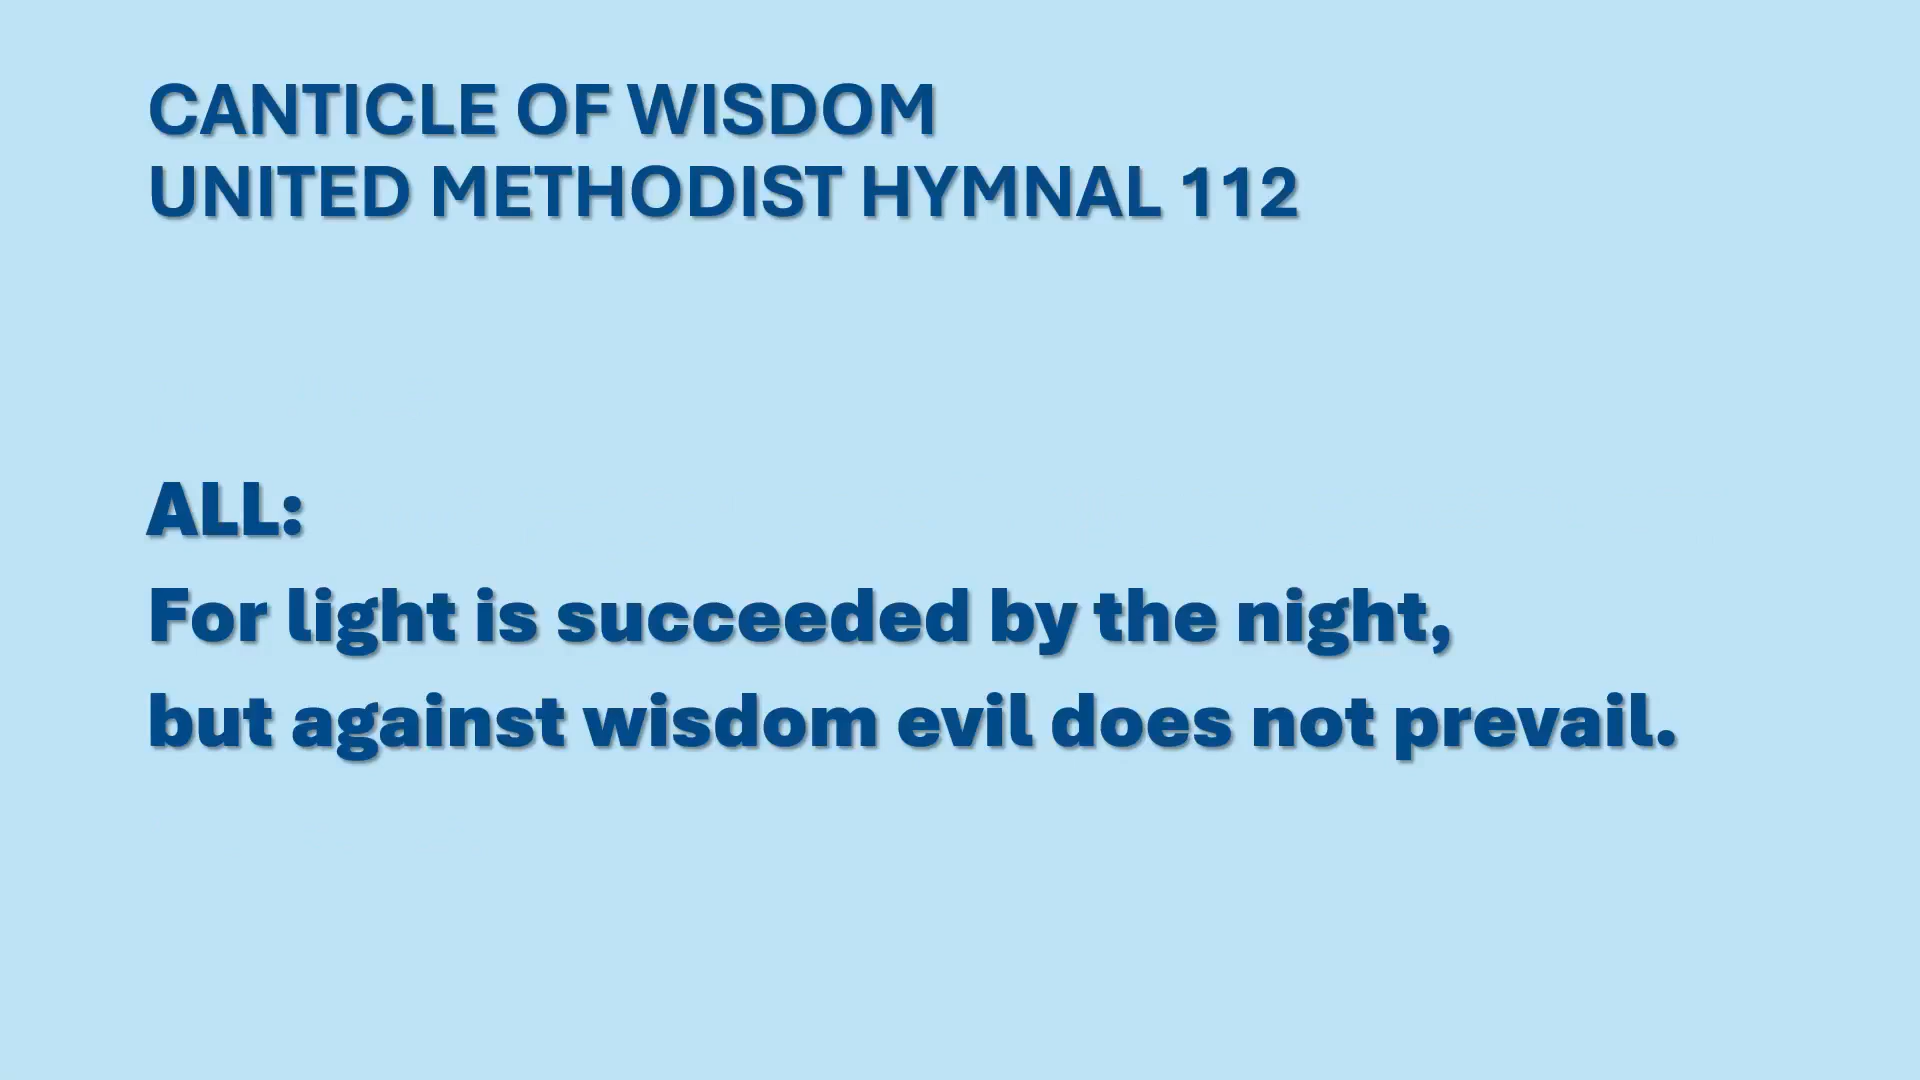 CANTICLE OF WISDOM
UNITED METHODIST HYMNAL 112
ALL:
For light is succeeded by the night,
but against wisdom evil does not prevail.